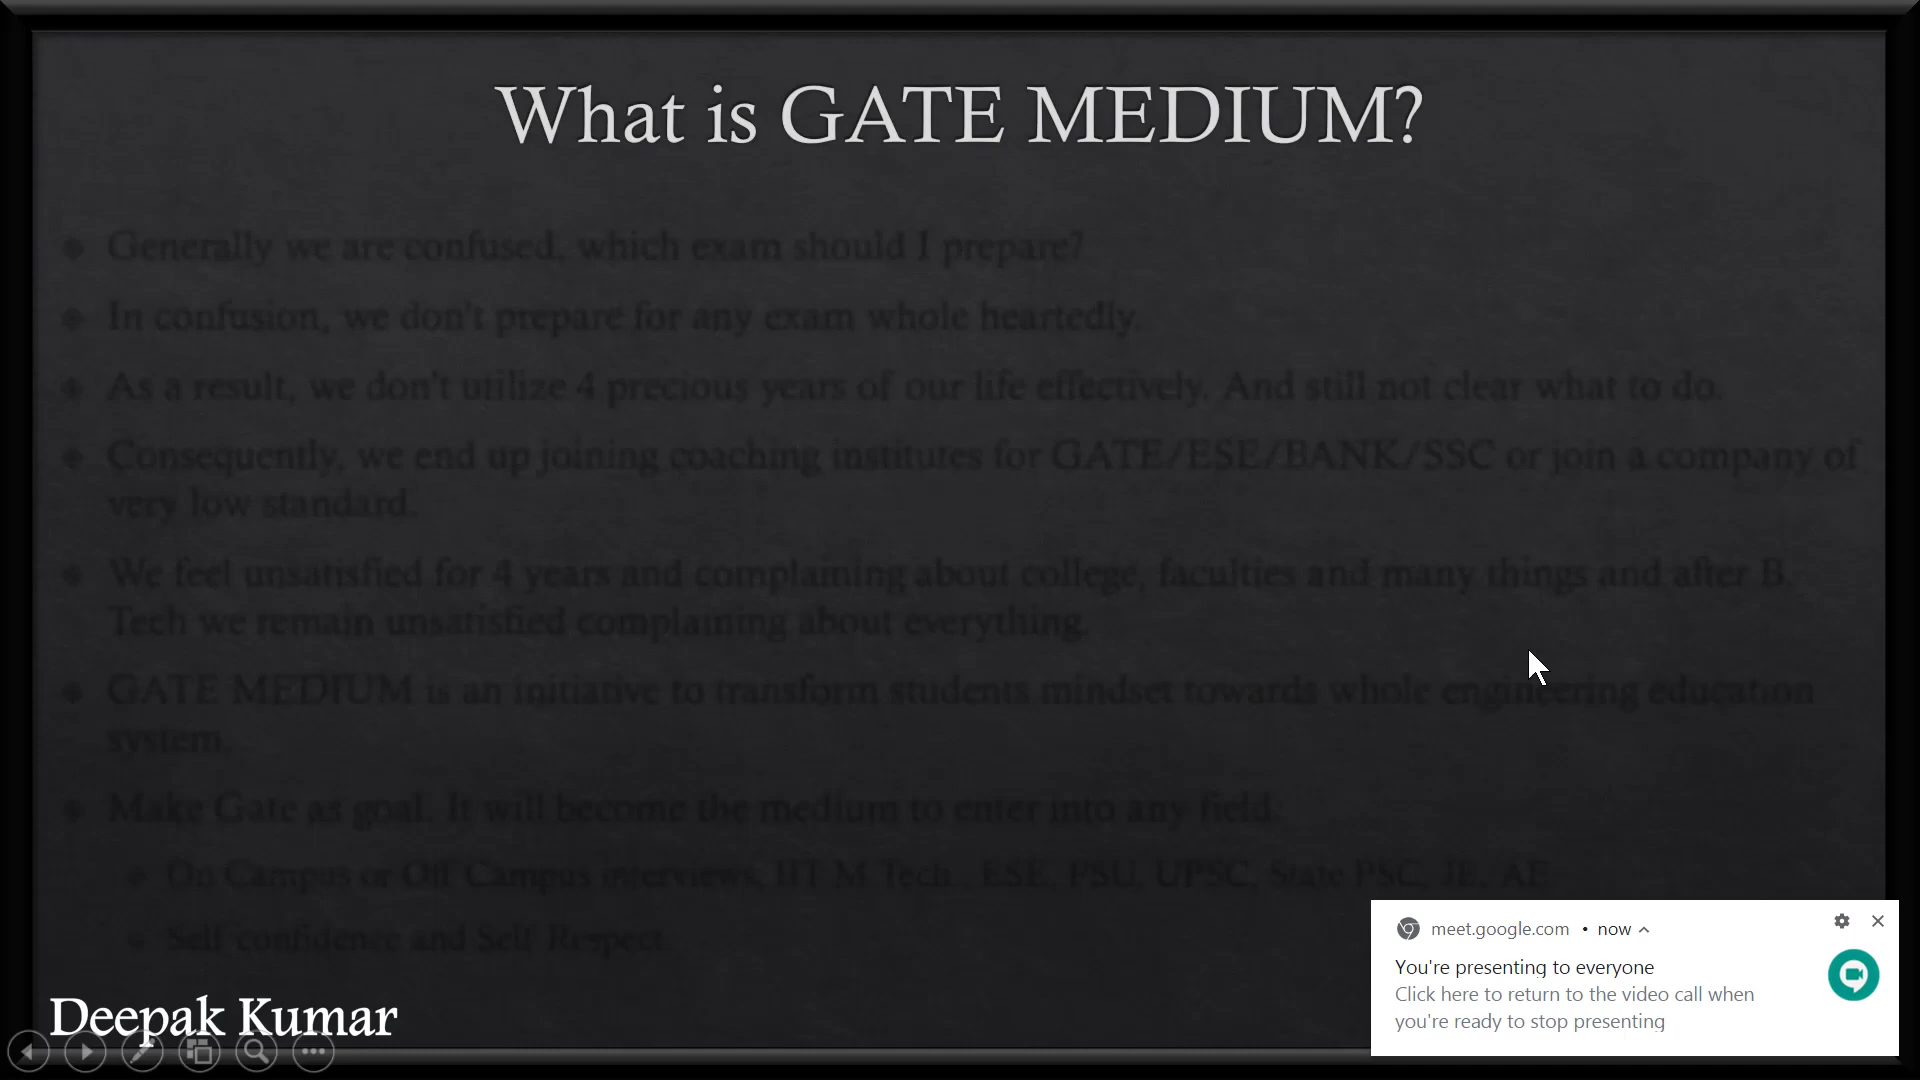 What is GATE MEDIUM?
Generally we are confused, which exam should I prepare?
In confusion, we don't prepare for any exam whole heartedly.
As a result, we don't utilize 4 precious years of our life effectively. And still not clear what to do.
Consequently, we end up joining coaching institutes for GATE/ESE/BANK/SSC or join a company of
very low standard.
We feel unsatisfied for 4 years and complaining about college, faculties and many things and after B.
Tech we remain unsatisfied complaining about everything.
GATE MEDIUM is an initiative to transform students mindset towards whole engineering education
system.
Make Gate as goal. It will become the medium to enter into any field.
On Campus or Off Campus interviews, IIT M.Tech., ESE, PSU, UPSC, State PSC, JE, AE
Self confidence and Self Respect
Deepak Kumar
meet.google.com • now
You're presenting to everyone
Click here to return to the video call when
you're ready to stop presenting